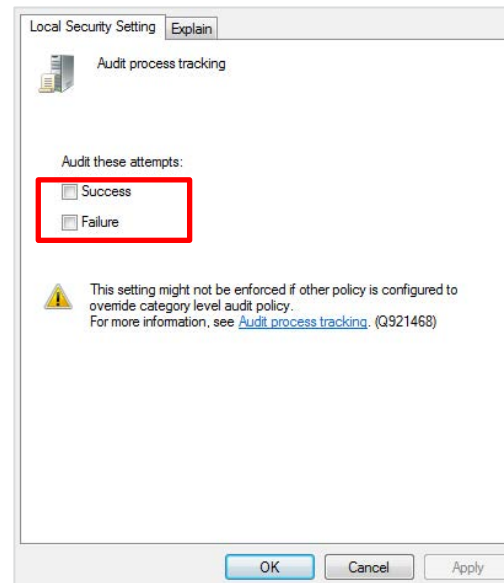 Local Security Setting
Explain
Audit process tracking
Audit these attempts:
Success
Failure
This setting might not be enforced if other policy is configured to
override category level audit policy.
For more information, see Audit process tracking. (Q921468)
OK
Cancel
Apply